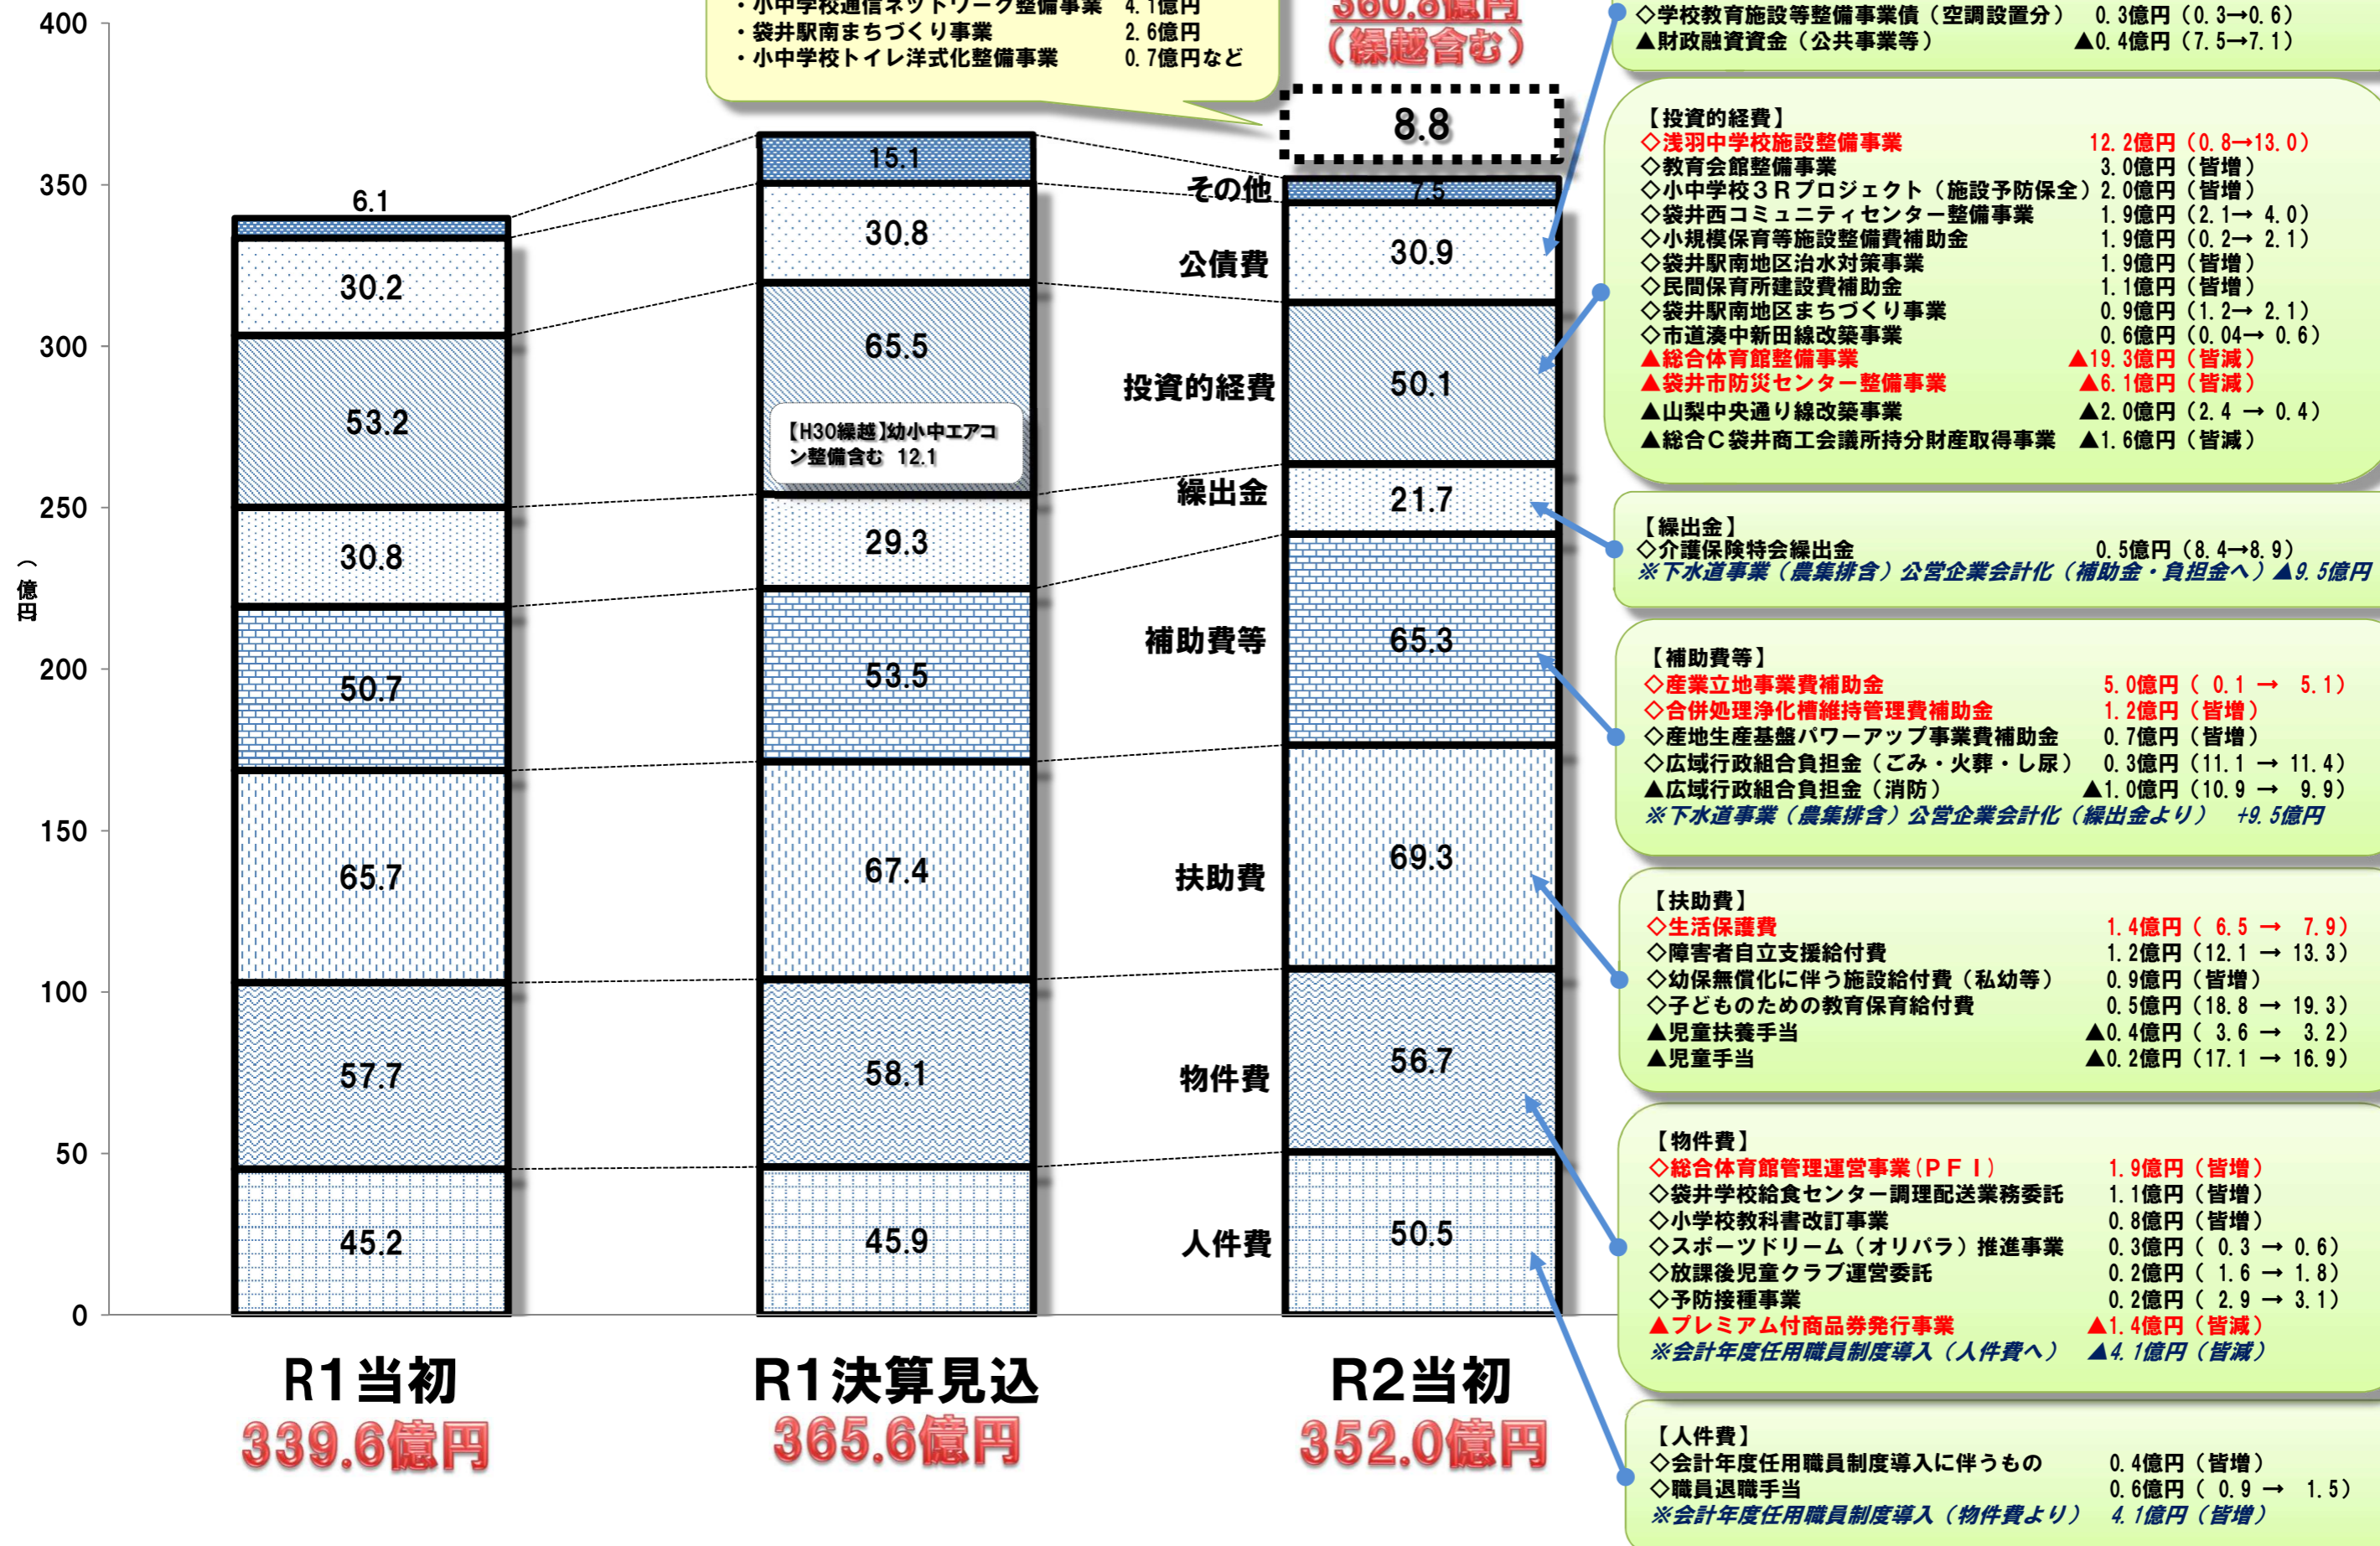 ・小中学校通信ネットワーク整備事業 4.1億円
・袋井駅南まちづくり事業 2.6億円
・小中学校トイレ洋式化整備事業 0.7億円など
360.8億円
（繰越含む）
◇学校教育施設等整備事業債（空調設置分） 0.3億円（0.3→0.6）
▲財政融資資金（公共事業等） ▲0.4億円（7.5→7.1）
400
350
300
250
200
150
100
50
0
（億円）
6.1
30.2
53.2
30.8
50.7
65.7
57.7
45.2
R1当初
339.6億円
15.1
30.8
65.5
【H30繰越】幼小中エアコ
ン整備含む 12.1
29.3
53.5
67.4
58.1
45.9
R1決算見込
365.6億円
その他
公債費
投資的経費
繰出金
補助費等
扶助費
物件費
人件費
8.8
7.5
30.9
50.1
21.7
65.3
69.3
56.7
50.5
R2当初
352.0億円
【投資的経費】
◇浅羽中学校施設整備事業 12.2億円（0.8→13.0）
◇教育会館整備事業 3.0億円（皆増）
◇小中学校３Ｒプロジェクト（施設予防保全）2.0億円（皆増）
◇袋井西コミュニティセンター整備事業 1.9億円（2.1→ 4.0）
◇小規模保育等施設整備費補助金 1.9億円（0.2→ 2.1）
◇袋井駅南地区治水対策事業 1.9億円（皆増）
◇民間保育所建設費補助金 1.1億円（皆増）
◇袋井駅南地区まちづくり事業 0.9億円（1.2→ 2.1）
◇市道湊中新田線改築事業 0.6億円（0.04→ 0.6）
▲総合体育館整備事業 ▲19.3億円（皆減）
▲袋井市防災センター整備事業 ▲6.1億円（皆減）
▲山梨中央通り線改築事業 ▲2.0億円（2.4 → 0.4）
▲総合Ｃ袋井商工会議所持分財産取得事業 ▲1.6億円（皆減）
【繰出金】
◇介護保険特会繰出金 0.5億円（8.4→8.9）
※下水道事業（農集排含）公営企業会計化（補助金・負担金へ）▲9.5億円
【補助費等】
◇産業立地事業費補助金 5.0億円（ 0.1 → 5.1）
◇合併処理浄化槽維持管理費補助金 1.2億円（皆増）
◇産地生産基盤パワーアップ事業費補助金 0.7億円（皆増）
◇広域行政組合負担金（ごみ・火葬・し尿） 0.3億円（11.1 → 11.4）
▲広域行政組合負担金（消防） ▲1.0億円（10.9 → 9.9）
※下水道事業（農集排含）公営企業会計化（繰出金より） +9.5億円
【扶助費】
◇生活保護費 1.4億円（ 6.5 → 7.9）
◇障害者自立支援給付費 1.2億円（12.1 → 13.3）
◇幼保無償化に伴う施設給付費（私幼等） 0.9億円（皆増）
◇子どものための教育保育給付費 0.5億円（18.8 → 19.3）
▲児童扶養手当 ▲0.4億円（ 3.6 → 3.2）
▲児童手当 ▲0.2億円（17.1 → 16.9）
【物件費】
◇総合体育館管理運営事業(ＰＦＩ) 1.9億円（皆増）
◇袋井学校給食センター調理配送業務委託 1.1億円（皆増）
◇小学校教科書改訂事業 0.8億円（皆増）
◇スポーツドリーム（オリパラ）推進事業 0.3億円（ 0.3 → 0.6）
◇放課後児童クラブ運営委託 0.2億円（ 1.6 → 1.8）
◇予防接種事業 0.2億円（ 2.9 → 3.1）
▲プレミアム付商品券発行事業 ▲1.4億円（皆減）
※会計年度任用職員制度導入（人件費へ） ▲4.1億円（皆減）
【人件費】
◇会計年度任用職員制度導入に伴うもの 0.4億円（皆増）
◇職員退職手当 0.6億円（ 0.9 → 1.5）
※会計年度任用職員制度導入（物件費より） 4.1億円（皆増）